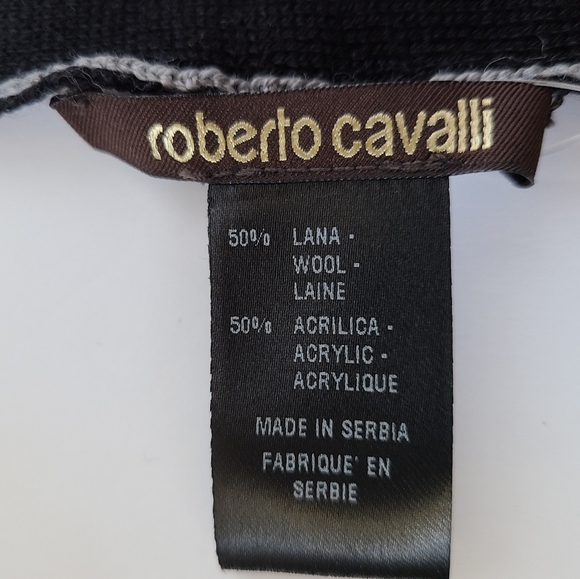 roberto cavalli
50% LANA -
WOOL -
LAINE
50% ACRILICA -
ACRYLIC -
ACRYLIQUE
MADE IN SERBIA
FABRIQUE' EN
SERBIE